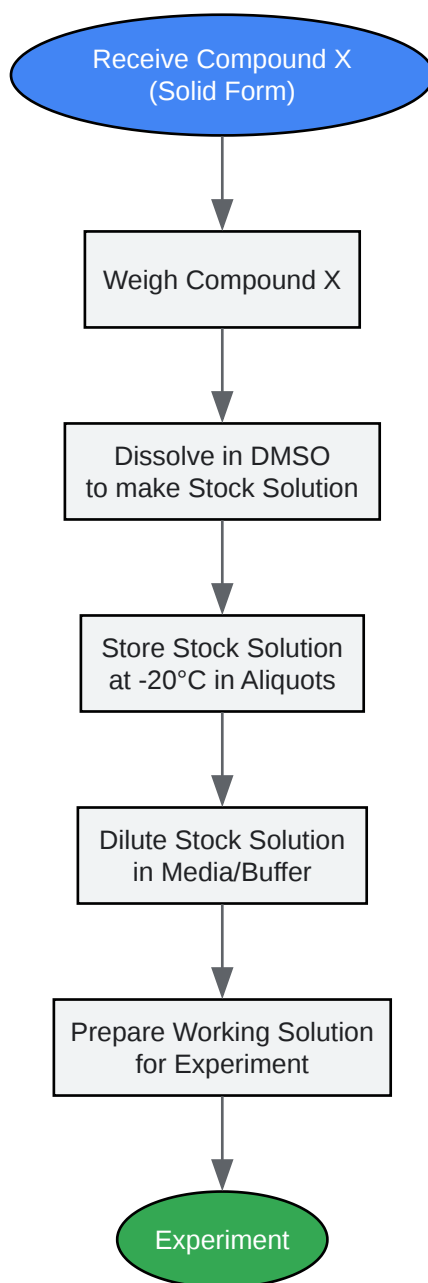 Receive Compound X
(Solid Form)
Weigh Compound X
Dissolve in DMSO
to make Stock Solution
Store Stock Solution
at -20°C in Aliquots
Dilute Stock Solution
in Media/Buffer
Prepare Working Solution
for Experiment
Experiment